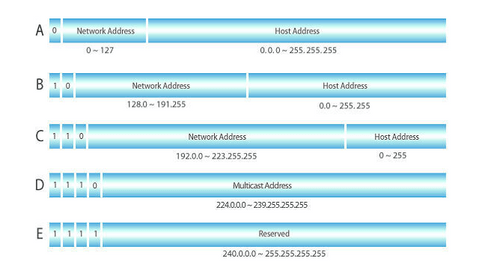 A 0 Network Address Host Address
0 ~ 127 0. 0. 0 ~ 255. 255. 255
B 1 0 Network Address Host Address
128.0 ~ 191.255 0.0 ~ 255. 255
C 1 1 0 Network Address Host Address
192.0.0 ~ 223.255.255 0 ~ 255
D 1 1 1 0 Multicast Address
224.0.0.0 ~ 239.255.255.255
E 1 1 1 1 Reserved
240.0.0.0 ~ 255.255.255.255